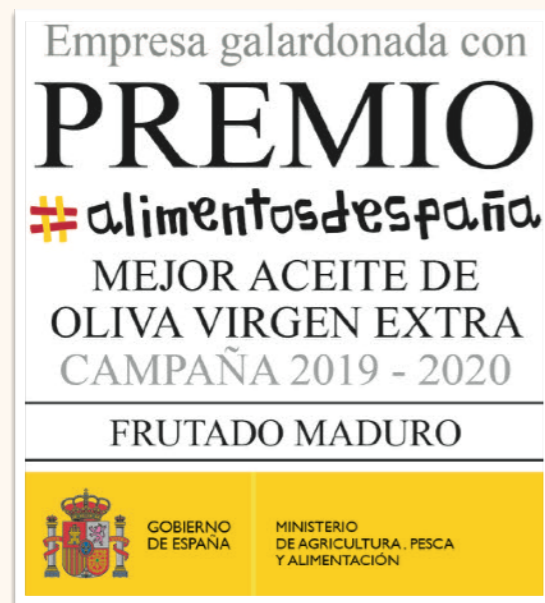 Empresa galardonada con
PREMIO
#alimentosdespaña
MEJOR ACEITE DE
OLIVA VIRGEN EXTRA
CAMPAÑA 2019 - 2020
FRUTADO MADURO
GOBIERNO
DE ESPAÑA
MINISTERIO
DE AGRICULTURA, PESCA
Y ALIMENTACIÓN